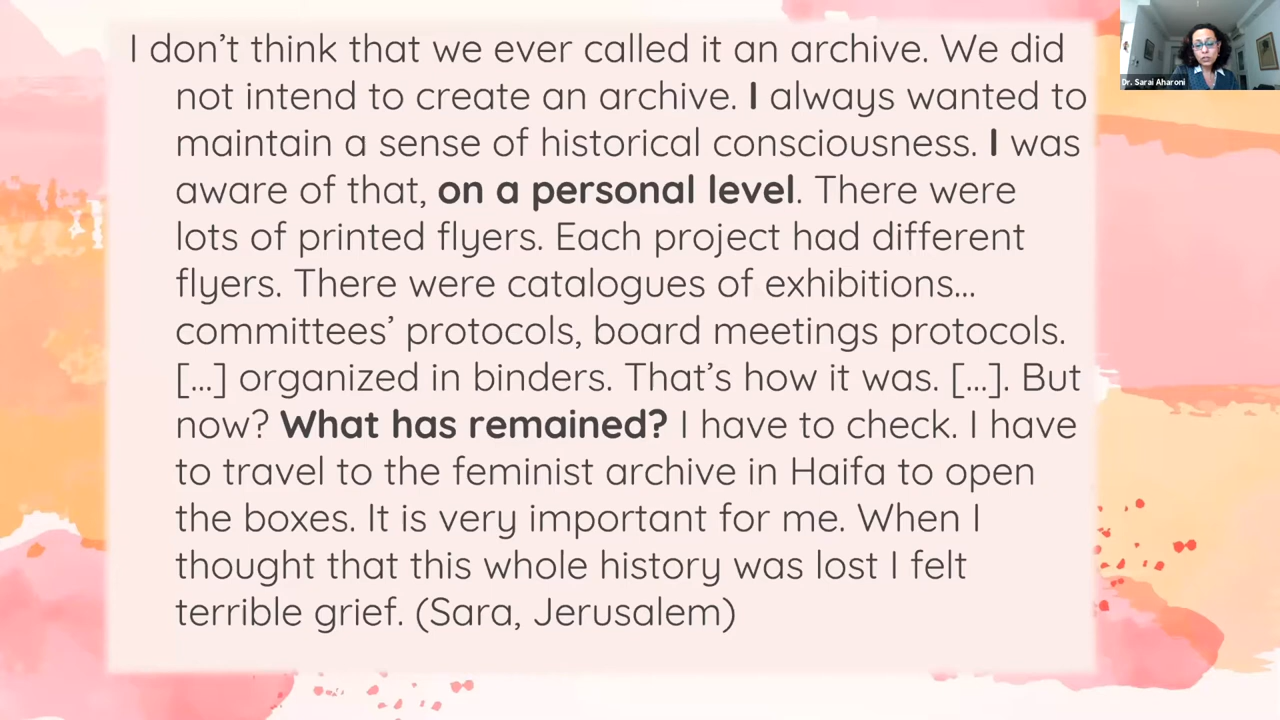 I don’t think that we ever called it an archive. We did
not intend to create an archive. I always wanted to
maintain a sense of historical consciousness. I was
aware of that, on a personal level. There were
lots of printed flyers. Each project had different
flyers. There were catalogues of exhibitions...
committees’ protocols, board meetings protocols.
[...] organized in binders. That’s how it was. [...]. But
now? What has remained? I have to check. I have
to travel to the feminist archive in Haifa to open
the boxes. It is very important for me. When I
thought that this whole history was lost I felt
terrible grief. (Sara, Jerusalem)
Dr. Sarai Aharoni